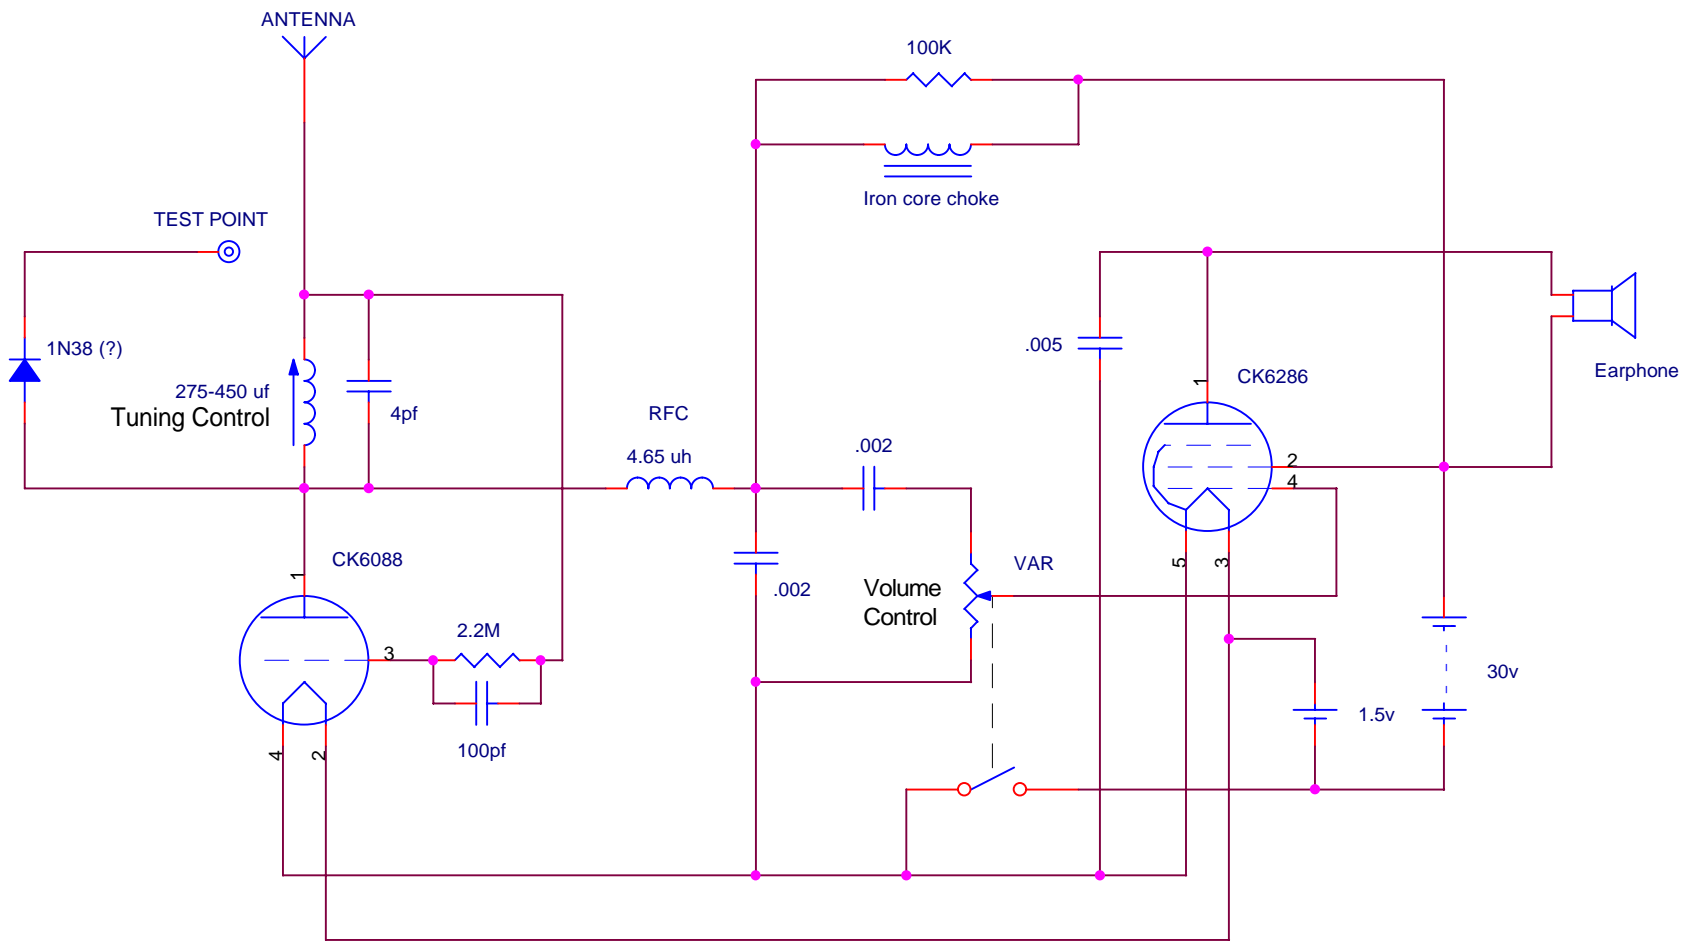 ANTENNA
100K
Iron core choke
TEST POINT
1N38 (?)
275-450 uf
Tuning Control
4pf
RFC
4.65 uh
.002
.002
.005
CK6286
1
2
4
5
3
Earphone
CK6088
1
3
4
2
2.2M
100pf
Volume
Control
VAR
1.5v
30v